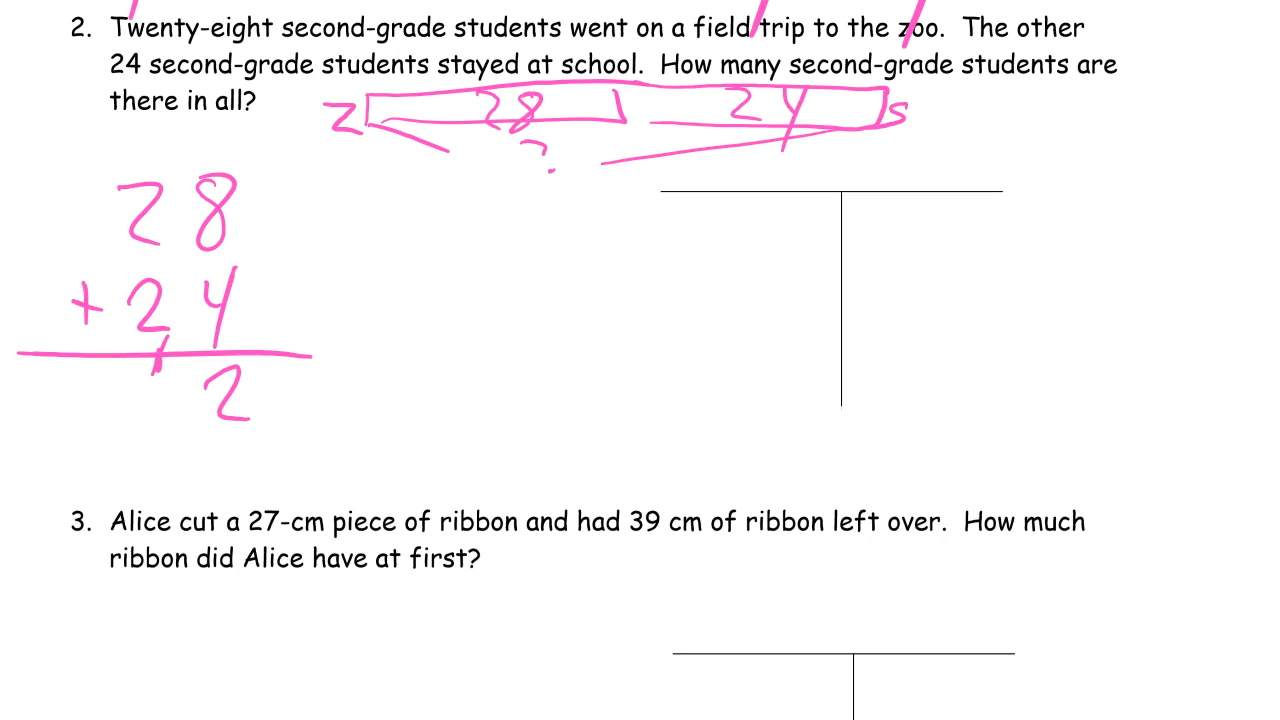 2. Twenty-eight second-grade students went on a field trip to the zoo. The other
24 second-grade students stayed at school. How many second-grade students are
there in all?
Z 28 24 S
?
28
+ 24
1
2
3. Alice cut a 27-cm piece of ribbon and had 39 cm of ribbon left over. How much
ribbon did Alice have at first?